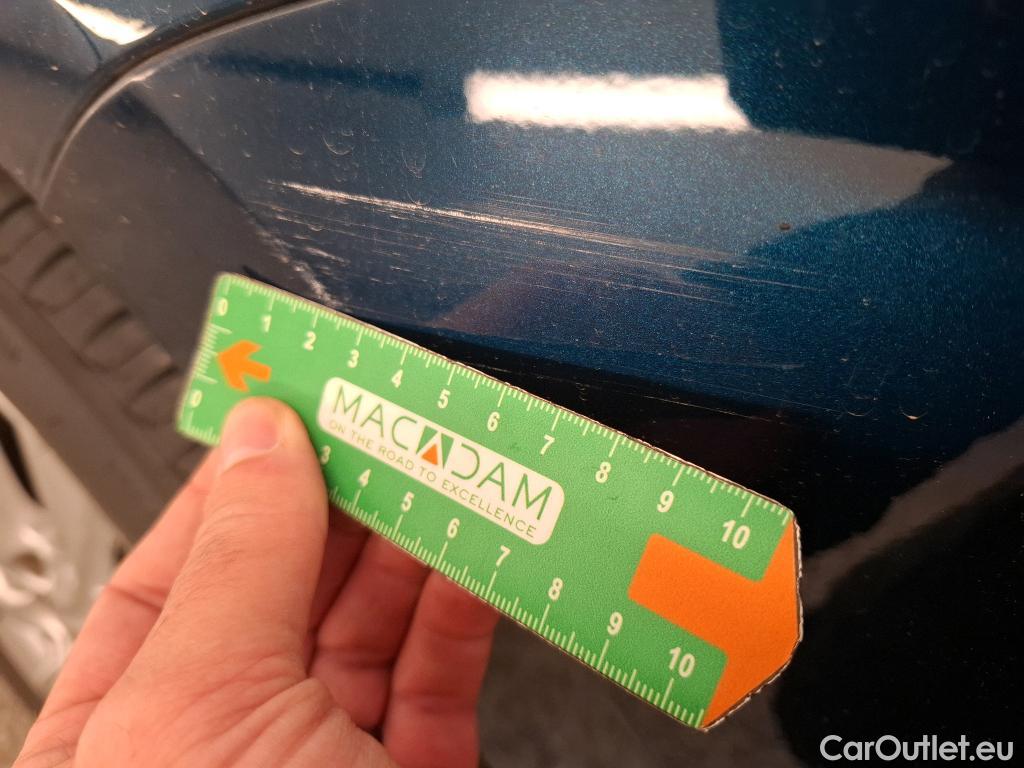 0 1 2 3 4 5 6 7 8 9 10
MACADAM
ON THE ROAD TO EXCELLENCE
0 3 4 5 6 7 8 9 10
CarOutlet.eu